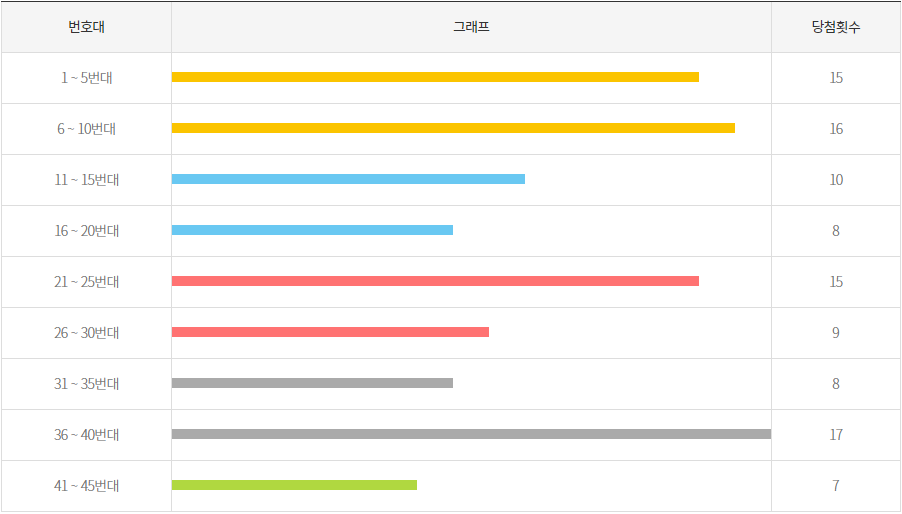 번호대 그래프 당첨횟수
1 ~ 5번대 15
6 ~ 10번대 16
11 ~ 15번대 10
16 ~ 20번대 8
21 ~ 25번대 15
26 ~ 30번대 9
31 ~ 35번대 8
36 ~ 40번대 17
41 ~ 45번대 7